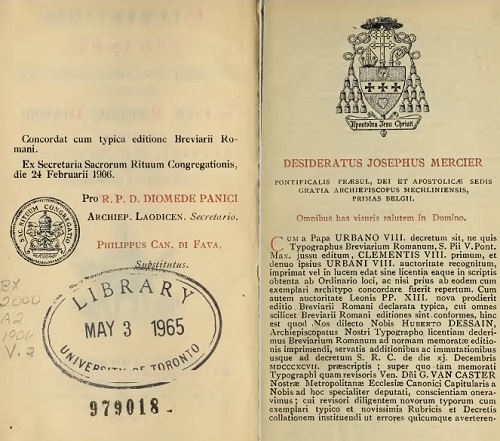 Concordat cum typica editione Breviarii Ro-
mani.
Ex Secretaria Sacrorum Rituum Congregationis,
die 24 Februarii 1906.
Pro R. P. D. DIOMEDE PANICI
ARCHIEP. LAODICEN. Secretario.
PHILIPPUS CAN. DI FAVA,
Substitutus.
SAC RITUUM CONGREGATIO
BX
2000
A2
1906
V. 2
LIBRARY
MAY 3 1965
UNIVERSITY OF TORONTO
979018
Apostolus Jesu Christi
DESIDERATUS JOSEPHUS MERCIER
PONTIFICALIS PRÆSUL, DEI ET APOSTOLICÆ SEDIS
GRATIA ARCHIEPISCOPUS MECHLINIENSIS,
PRIMAS BELGII.
Omnibus has visuris salutem in Domino.
CUM a Papa URBANO VIII. decretum sit, ne quis
Typographus Breviarium Romanum, S. Pii V.Pont.
Max. jussu editum, CLEMENTIS VIII. primum, et
denuo ipsius URBANI VIII. auctoritate recognitum,
imprimat vel in lucem edat sine licentia eaque in scriptis
obtenta ab Ordinario loci, ac nisi prius ab eodem cum
exemplari architypo concordare fuerit repertum. Cum
autem auctoritate Leonis PP. XIII. nova prodierit
editio Breviarii Romani declarata typica, cui omnes
scilicet Breviarii Romani editiones sint conformes, hinc
est quod Nos dilecto Nobis HUBERTO DESSAIN,
Archiepiscopatus Nostri Typographo licentiam dederi-
mus Breviarium Romanum ad normam memoratæ editio-
nis imprimendi, servatis additionibus ac immutationibus
usque ad decretum S. R. C. de die xj. Decembris
MDCCCXCVII. præscriptis ; super quo tam memorati
Typographi quam revisoris Ven. Dñi G. VAN CASTER
Nostræ Metropolitanæ Ecclesiæ Canonici Capitularis a
Nobis ad hoc specialiter deputati, conscientiam onera-
vimus ; cui revisori diligentem novorum typorum cum
exemplari typico et novissimis Rubricis et Decretis
collationem instituendi ut errores quicumque averteren-